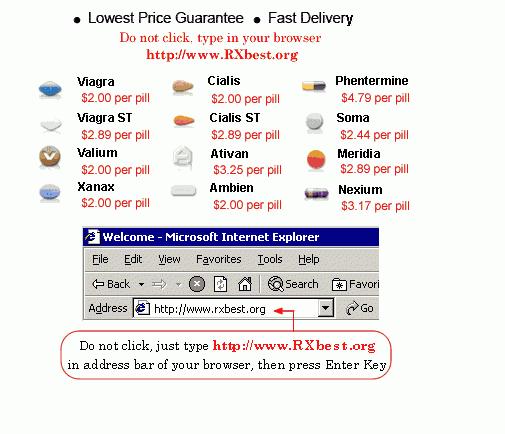 • Lowest Price Guarantee • Fast Delivery
Do not click, type in your browser
http://www.RXbest.org
Viagra Cialis Phentermine
$2.00 per pill $2.00 per pill $4.79 per pill
Viagra ST Cialis ST Soma
$2.89 per pill $2.89 per pill $2.44 per pill
Valium Ativan Meridia
$2.00 per pill $3.25 per pill $2.89 per pill
Xanax Ambien Nexium
$2.00 per pill $2.00 per pill $3.17 per pill
Welcome - Microsoft Internet Explorer
File Edit View Favorites Tools Help
Back Search Favori
Address http://www.rxbest.org Go
Do not click, just type http://www.RXbest.org
in address bar of your browser, then press Enter Key